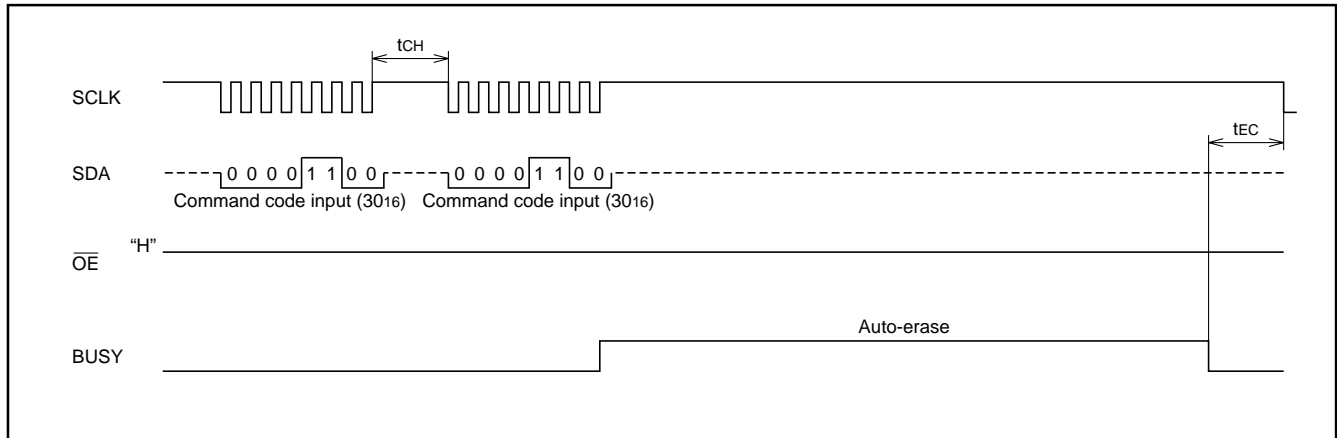 tCH
SCLK
tEC
SDA
0 0 0 0 1 1 0 0
0 0 0 0 1 1 0 0
Command code input (3016)
Command code input (3016)
"H"
OE
Auto-erase
BUSY